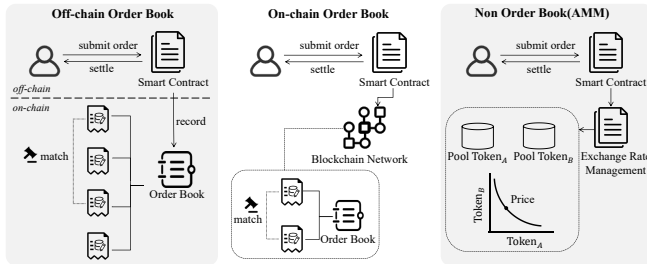 Off-chain Order Book
submit order
settle
Smart Contract
off-chain
on-chain
record
match
Order Book
On-chain Order Book
submit order
settle
Smart Contract
Blockchain Network
match
Order Book
Non Order Book(AMM)
submit order
settle
Smart Contract
Pool Token_A
Pool Token_B
Exchange Rate
Management
Token_B
Price
Token_A